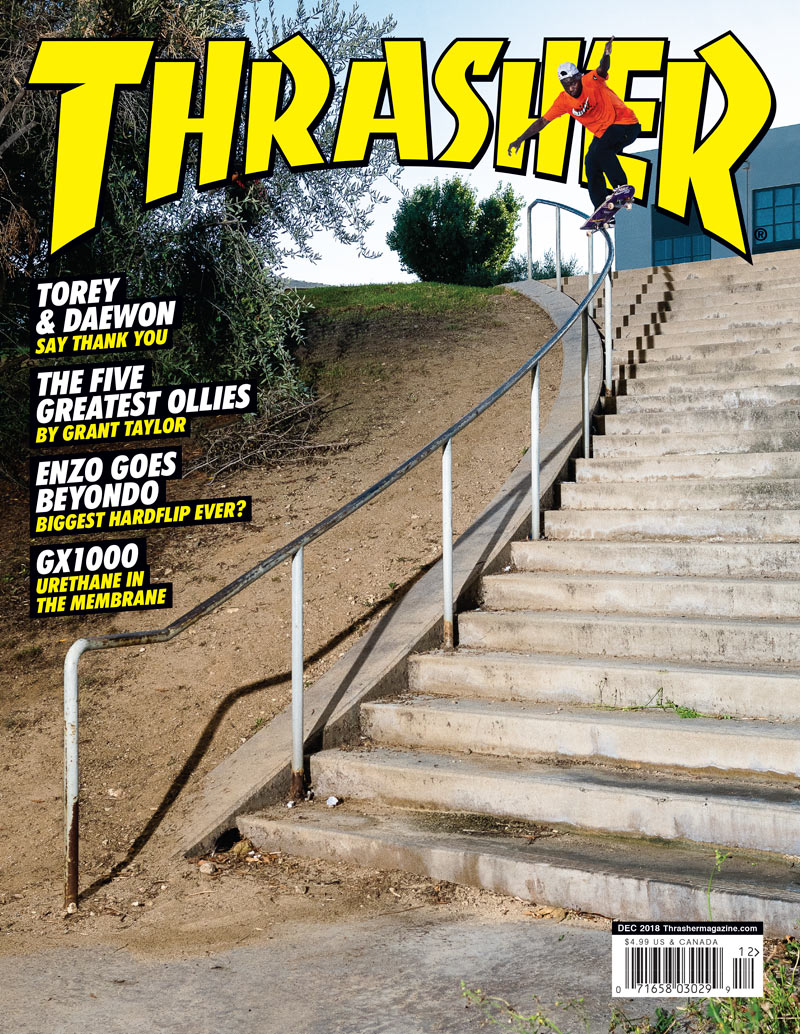 THRASHER
®
TOREY
& DAEWON
SAY THANK YOU
THE FIVE
GREATEST OLLIES
BY GRANT TAYLOR
ENZO GOES
BEYONDO
BIGGEST HARDFLIP EVER?
GX1000
URETHANE IN
THE MEMBRANE
DEC 2018 Thrashermagazine.com
$4.99 US & CANADA
12>
0 71658 03029 9